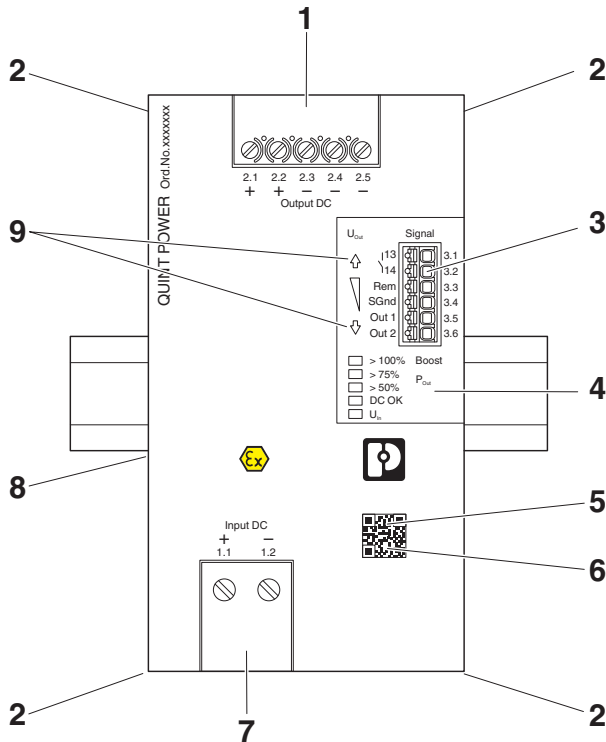 1
2 2
QUINT POWER Ord.No.xxxxxxx
2.1 2.2 2.3 2.4 2.5
+ + – – –
Output DC
9
3
UOut Signal
13 3.1
14 3.2
Rem 3.3
SGnd 3.4
Out 1 3.5
Out 2 3.6
> 100% Boost
> 75% POut
> 50%
DC OK
Uin
4
8
Ex
5
6
Input DC
+ –
1.1 1.2
2 2
7